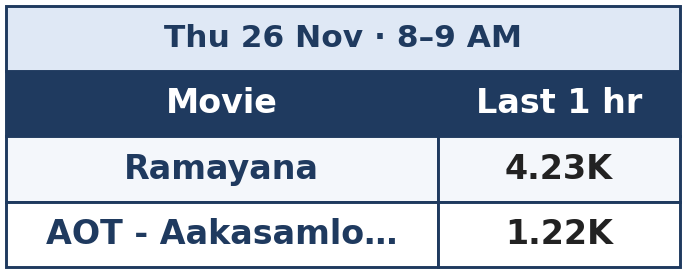 Thu 26 Nov · 8–9 AM
Movie Last 1 hr
Ramayana 4.23K
AOT - Aakasamlo... 1.22K